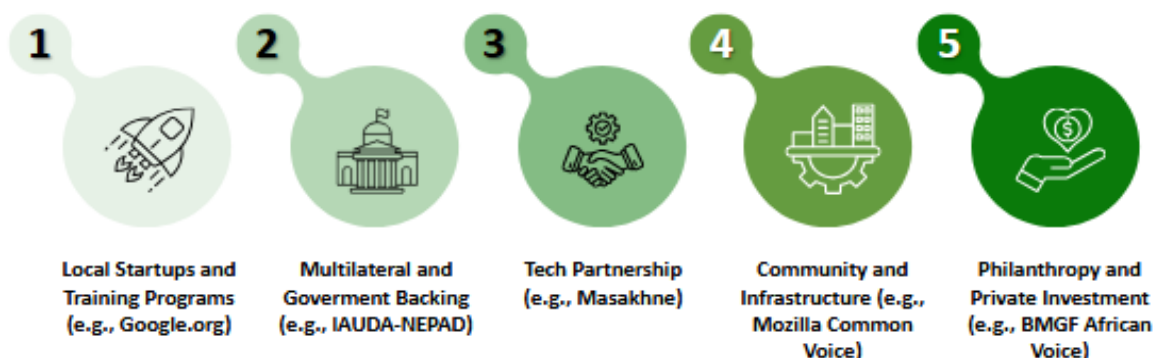 1
2
3
4
5
Local Startups and
Training Programs
(e.g., Google.org)
Multilateral and
Goverment Backing
(e.g., IAUDA-NEPAD)
Tech Partnership
(e.g., Masakhne)
Community and
Infrastructure (e.g.,
Mozilla Common
Voice)
Philanthropy and
Private Investment
(e.g., BMGF African
Voice)